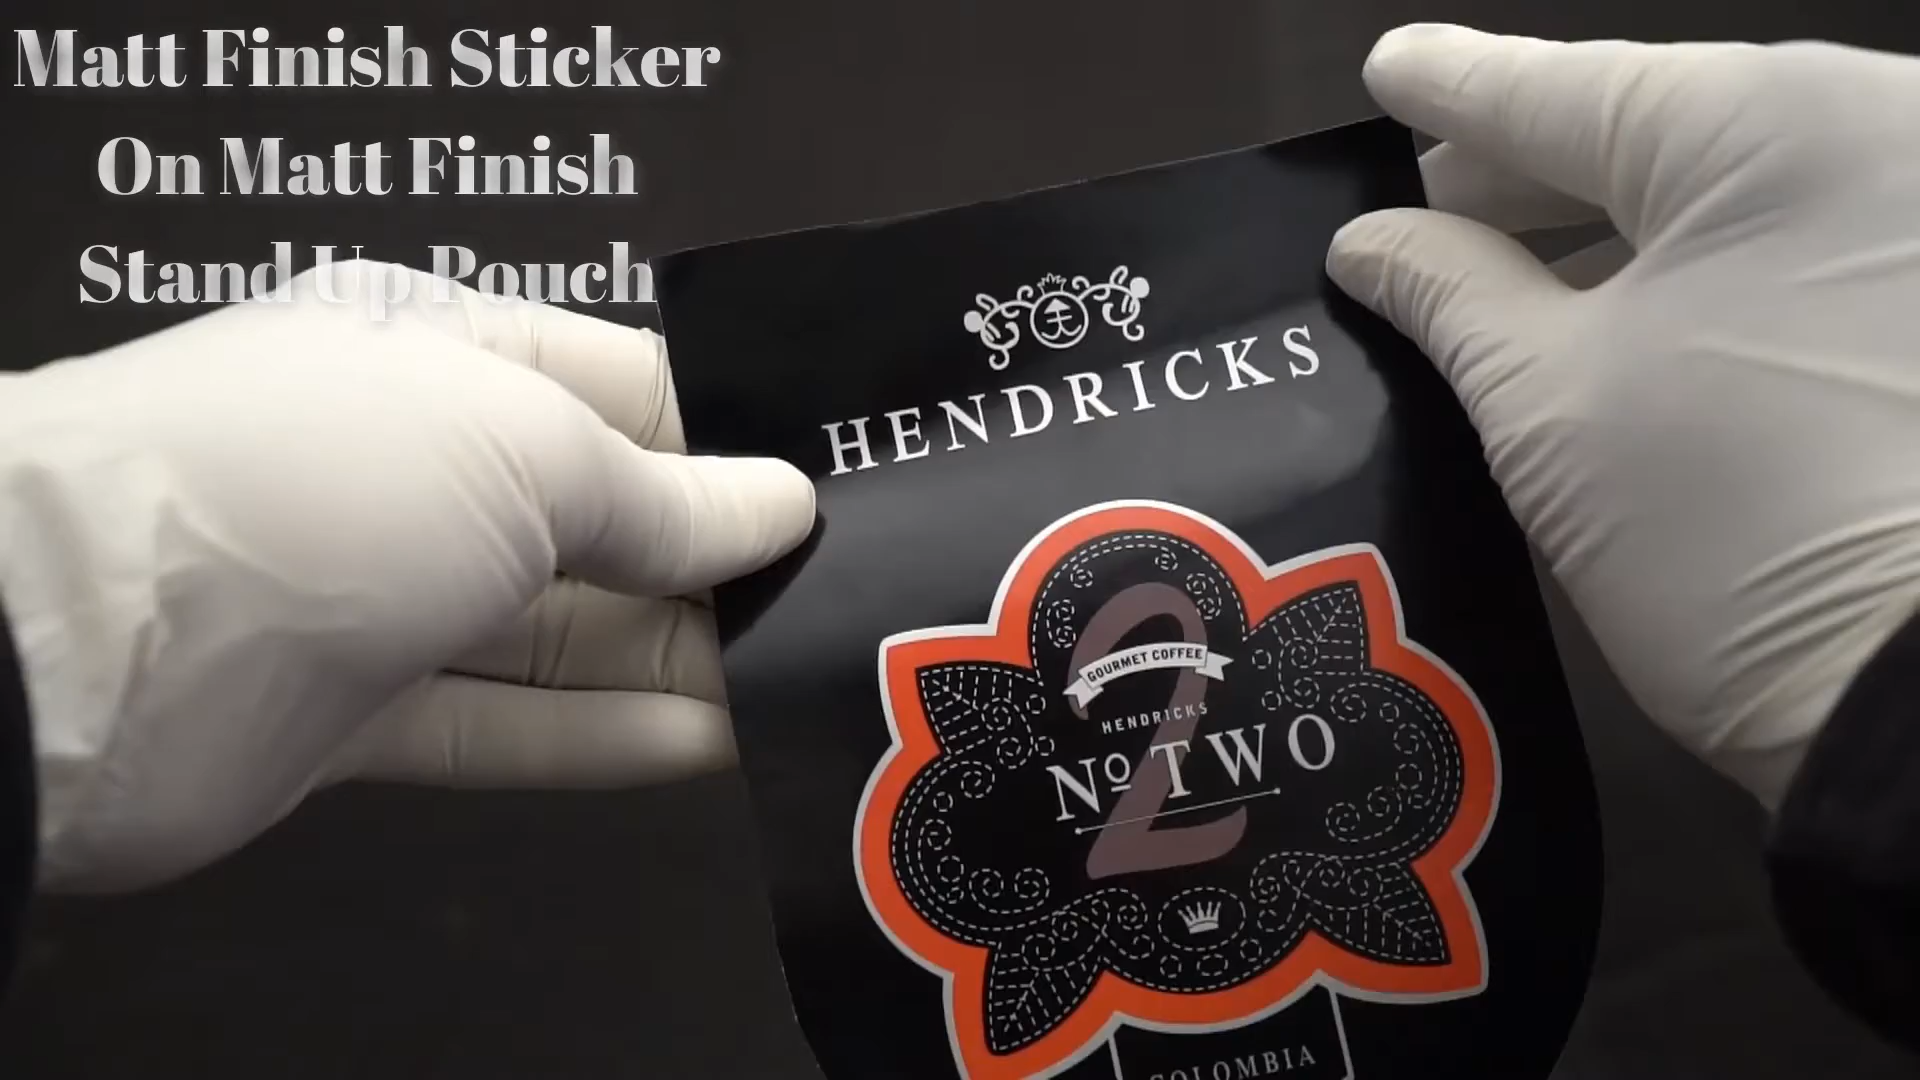 Matt Finish Sticker
On Matt Finish
Stand Up Pouch
HENDRICKS
2
GOURMET COFFEE
HENDRICKS
No TWO
COLOMBIA